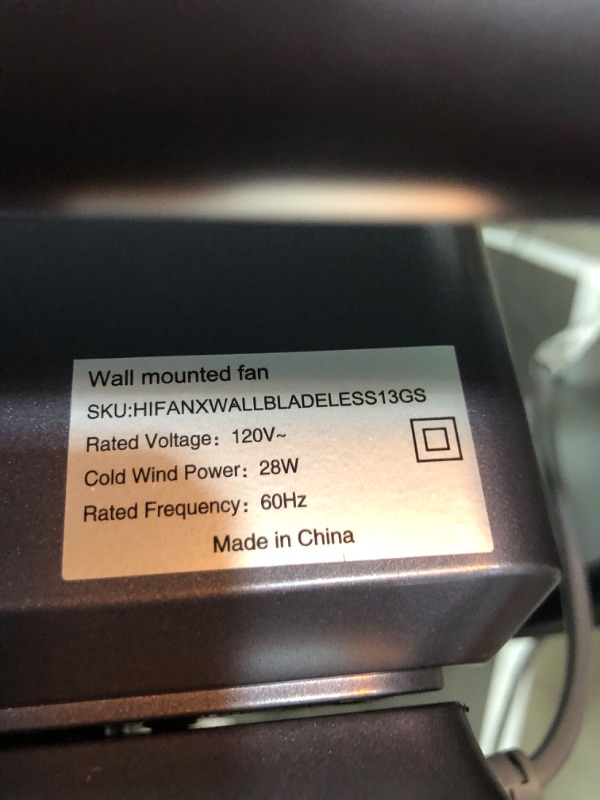 Wall mounted fan
SKU:HIFANXWALLBLADELESS13GS
Rated Voltage: 120V~
Cold Wind Power: 28W
Rated Frequency: 60Hz
Made in China